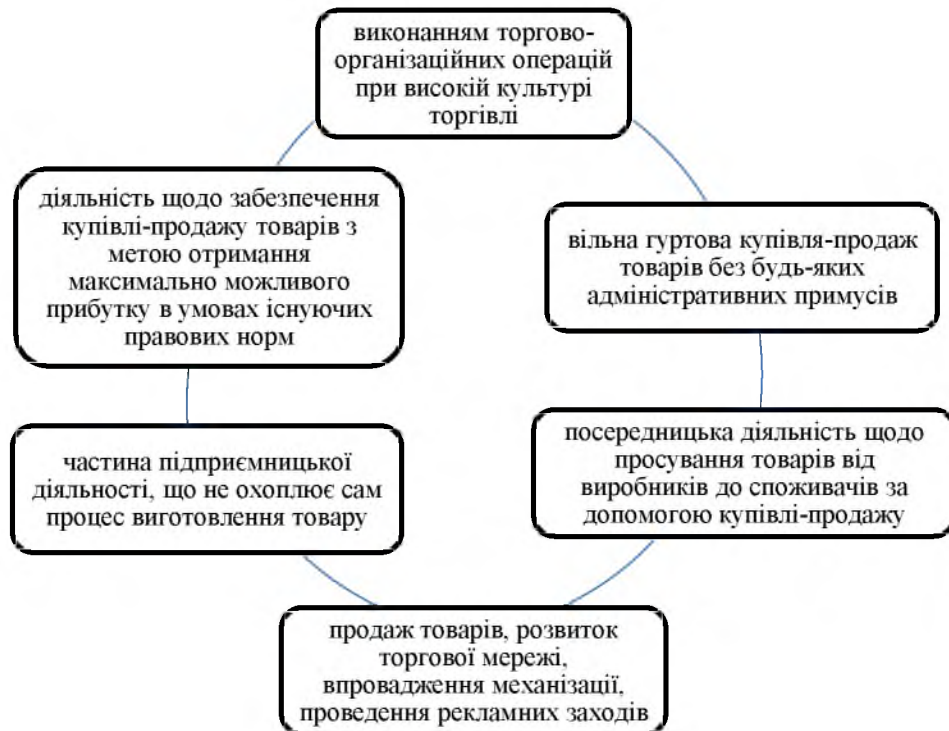 виконанням торгово-
організаційних операцій
при високій культурі
торгівлі
діяльність щодо забезпечення
купівлі-продажу товарів з
метою отримання
максимально можливого
прибутку в умовах існуючих
правових норм
вільна гуртова купівля-продаж
товарів без будь-яких
адміністративних примусів
частина підприємницької
діяльності, що не охоплює сам
процес виготовлення товару
посередницька діяльність щодо
просування товарів від
виробників до споживачів за
допомогою купівлі-продажу
продаж товарів, розвиток
торгової мережі,
впровадження механізації,
проведення рекламних заходів